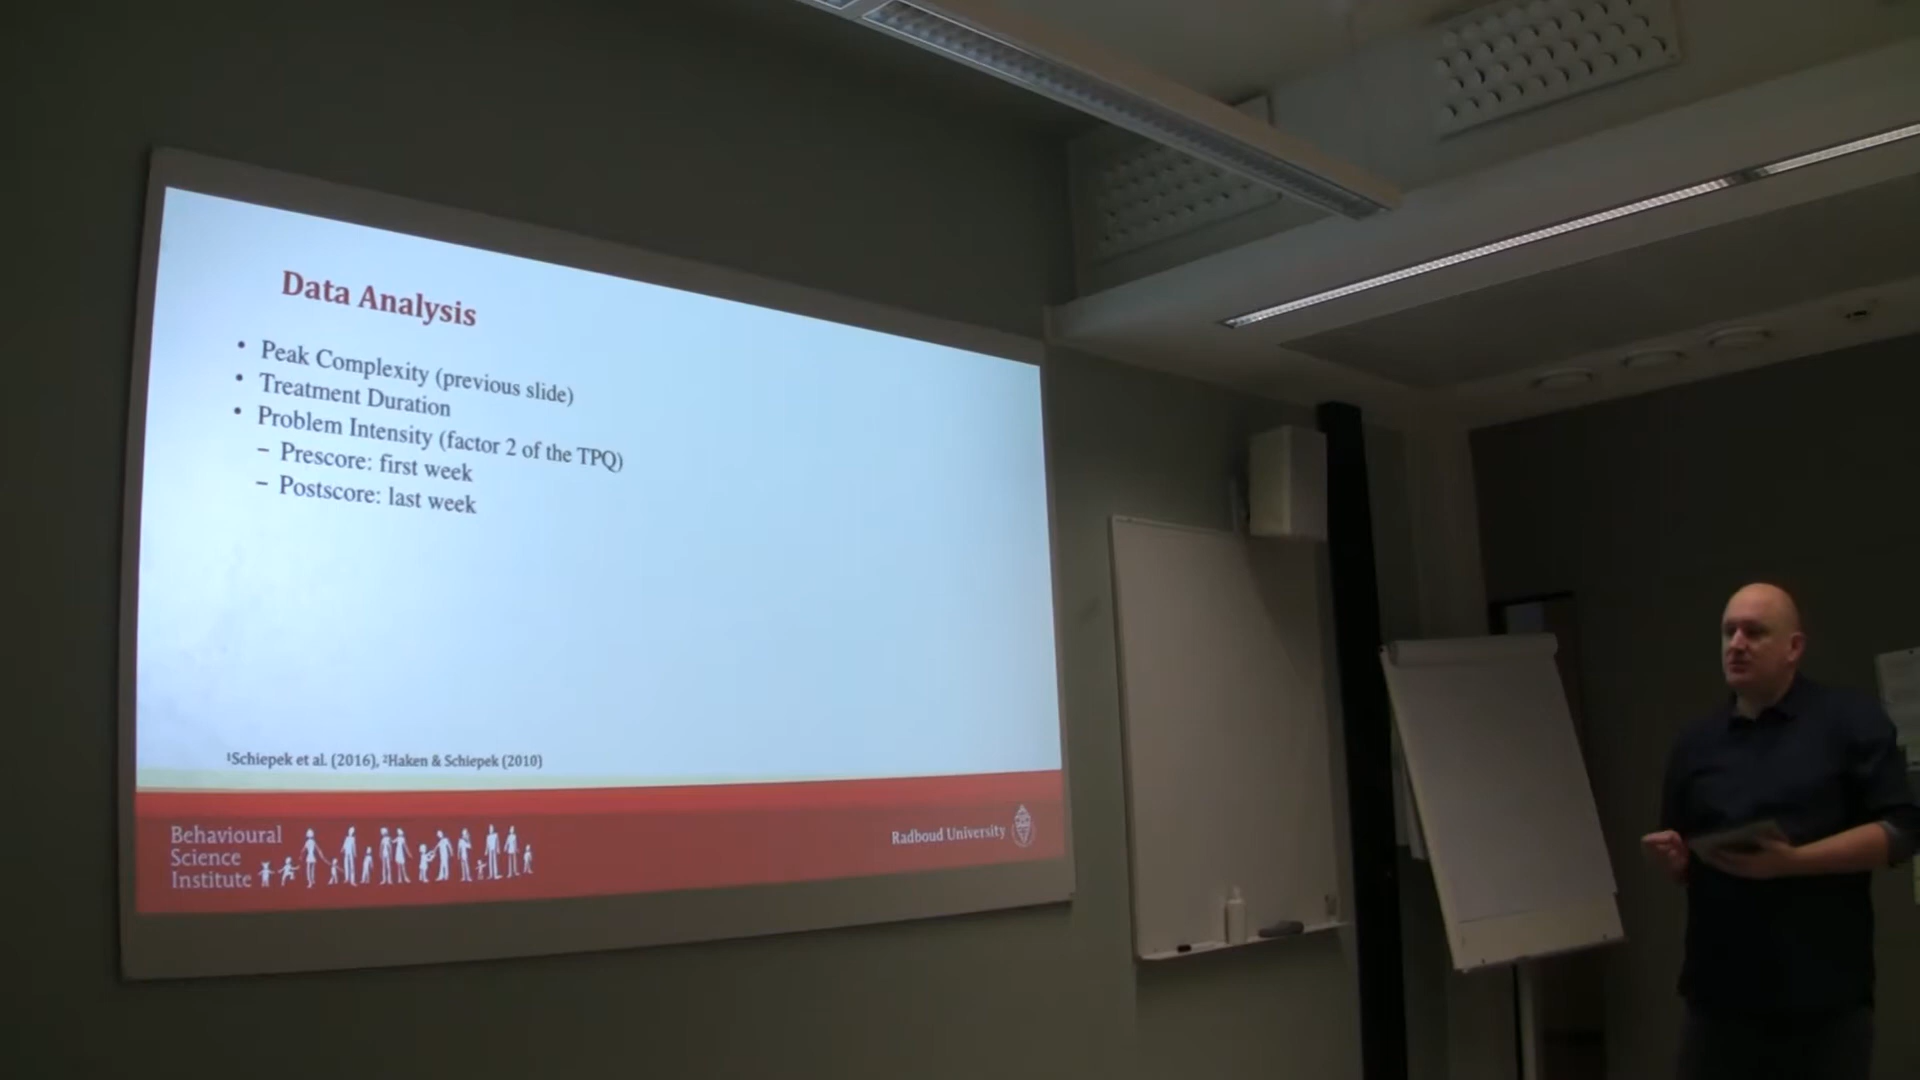 Data Analysis
• Peak Complexity (previous slide)
• Treatment Duration
• Problem Intensity (factor 2 of the TPQ)
– Prescore: first week
– Postscore: last week
¹Schiepek et al. (2016), ²Haken & Schiepek (2010)
Behavioural
Science
Institute
Radboud University